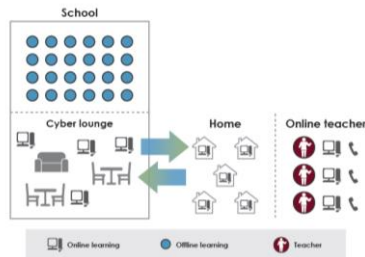 School
Cyber lounge
Home
Online teacher
Online learning
Offline learning
Teacher